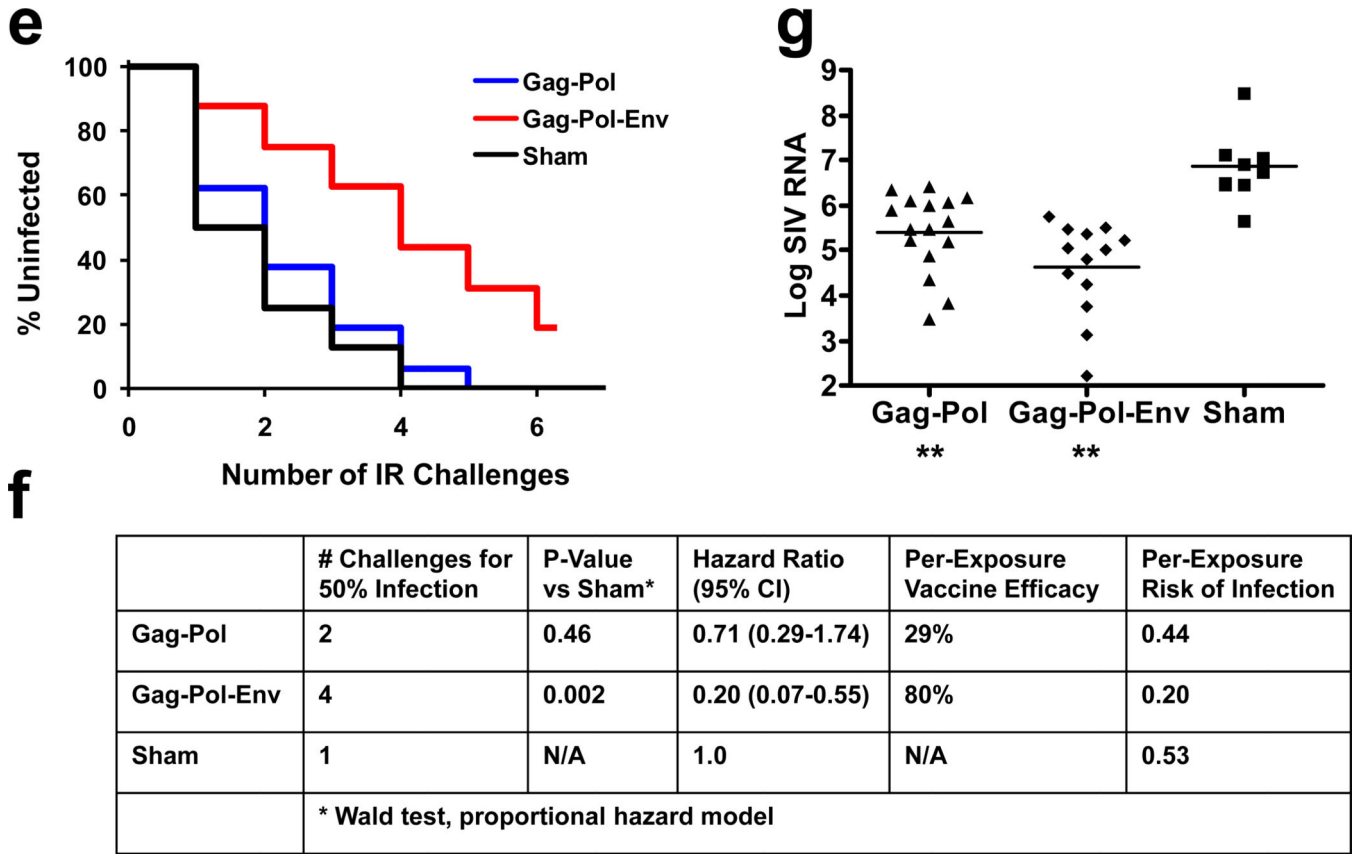 e
100
80
60
40
20
0
% Uninfected
0 2 4 6
Number of IR Challenges
Gag-Pol
Gag-Pol-Env
Sham
g
9
8
7
6
5
4
3
2
Log SIV RNA
Gag-Pol Gag-Pol-Env Sham
** **
f
# Challenges for 50% Infection P-Value vs Sham* Hazard Ratio (95% CI) Per-Exposure Vaccine Efficacy Per-Exposure Risk of Infection
Gag-Pol 2 0.46 0.71 (0.29-1.74) 29% 0.44
Gag-Pol-Env 4 0.002 0.20 (0.07-0.55) 80% 0.20
Sham 1 N/A 1.0 N/A 0.53
* Wald test, proportional hazard model